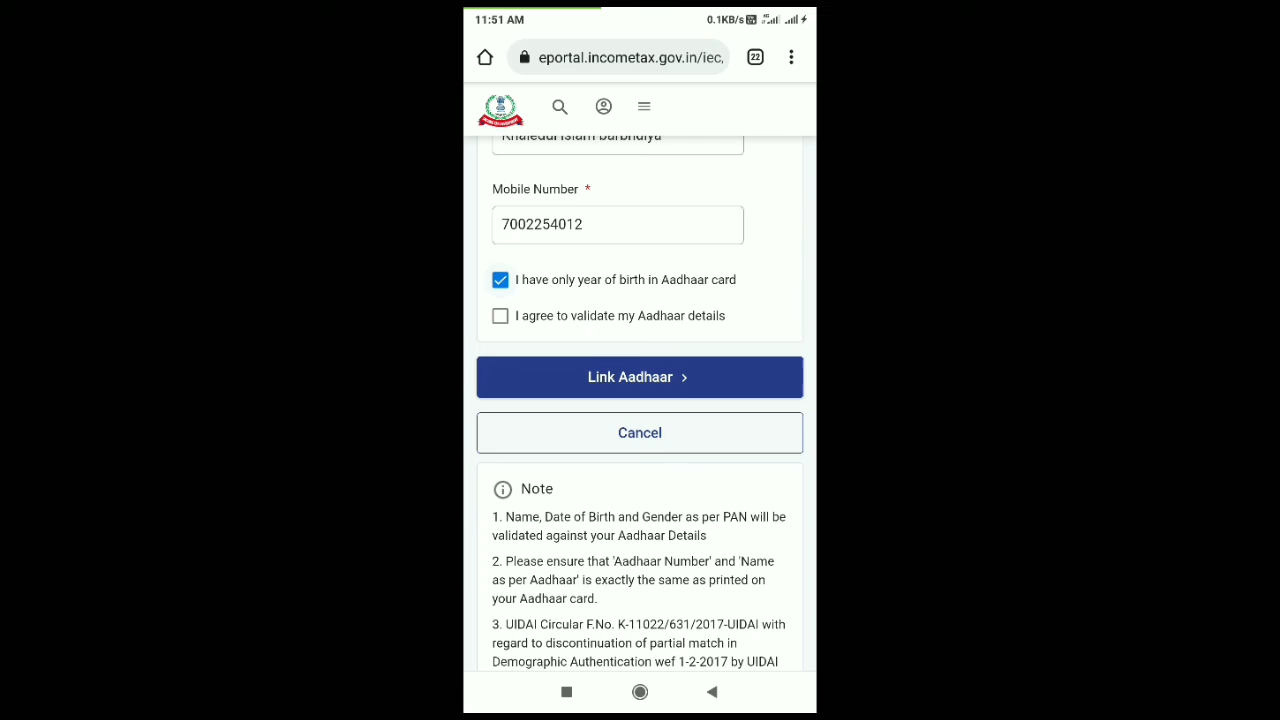 11:51 AM
0.1KB/s
eportal.incometax.gov.in/iec,
22
Khaleddi Islam barbhuiya
Mobile Number *
7002254012
I have only year of birth in Aadhaar card
I agree to validate my Aadhaar details
Link Aadhaar >
Cancel
Note
1. Name, Date of Birth and Gender as per PAN will be
validated against your Aadhaar Details
2. Please ensure that 'Aadhaar Number' and 'Name
as per Aadhaar' is exactly the same as printed on
your Aadhaar card.
3. UIDAI Circular F.No. K-11022/631/2017-UIDAI with
regard to discontinuation of partial match in
Demographic Authentication wef 1-2-2017 by UIDAI